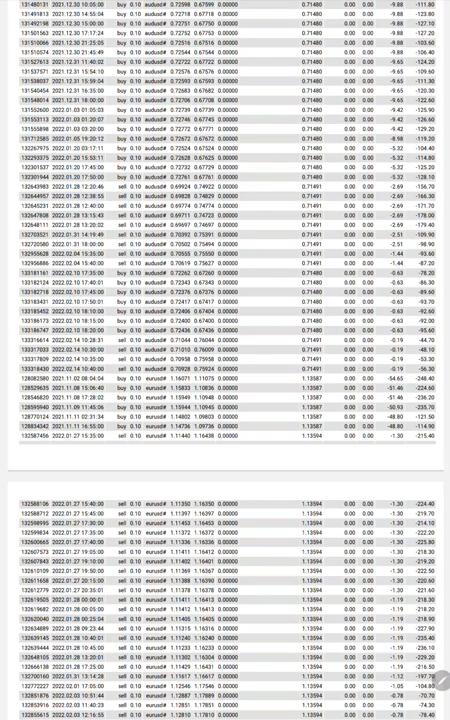 131480131 2021.12.30 10:05:00 buy 0.10 audusd# 0.72598 0.67599 0.00000 0.71480 0.00 0.00 -9.88 -111.80
131491813 2021.12.30 14:55:04 buy 0.10 audusd# 0.72718 0.67718 0.00000 0.71480 0.00 0.00 -9.88 -123.80
131492198 2021.12.30 15:00:00 buy 0.10 audusd# 0.72751 0.67750 0.00000 0.71480 0.00 0.00 -9.88 -127.10
131501563 2021.12.30 17:17:30 buy 0.10 audusd# 0.72752 0.67753 0.00000 0.71480 0.00 0.00 -9.88 -127.20
131510066 2021.12.30 21:25:05 buy 0.10 audusd# 0.72516 0.67516 0.00000 0.71480 0.00 0.00 -9.88 -103.60
131510576 2021.12.30 21:45:49 buy 0.10 audusd# 0.72544 0.67544 0.00000 0.71480 0.00 0.00 -9.88 -106.40
131527613 2021.12.31 11:40:02 buy 0.10 audusd# 0.72722 0.67722 0.00000 0.71480 0.00 0.00 -9.65 -124.20
131537571 2021.12.31 15:54:10 buy 0.10 audusd# 0.72576 0.67576 0.00000 0.71480 0.00 0.00 -9.65 -109.60
131538037 2021.12.31 15:59:04 buy 0.10 audusd# 0.72593 0.67593 0.00000 0.71480 0.00 0.00 -9.65 -111.30
131540454 2021.12.31 16:35:00 buy 0.10 audusd# 0.72683 0.67682 0.00000 0.71480 0.00 0.00 -9.65 -120.30
131548014 2021.12.31 18:00:00 buy 0.10 audusd# 0.72706 0.67708 0.00000 0.71480 0.00 0.00 -9.65 -122.60
131552600 2022.01.03 01:05:03 buy 0.10 audusd# 0.72739 0.67739 0.00000 0.71480 0.00 0.00 -9.42 -125.90
131553113 2022.01.03 01:20:07 buy 0.10 audusd# 0.72746 0.67745 0.00000 0.71480 0.00 0.00 -9.42 -126.60
131555898 2022.01.03 03:20:00 buy 0.10 audusd# 0.72772 0.67771 0.00000 0.71480 0.00 0.00 -9.42 -129.20
131712585 2022.01.05 19:20:12 buy 0.10 audusd# 0.72672 0.67672 0.00000 0.71480 0.00 0.00 -8.98 -119.20
132267975 2022.01.20 03:17:11 buy 0.10 audusd# 0.72524 0.67524 0.00000 0.71480 0.00 0.00 -5.32 -104.40
132293375 2022.01.20 15:53:11 buy 0.10 audusd# 0.72628 0.67625 0.00000 0.71480 0.00 0.00 -5.32 -114.80
132301537 2022.01.20 17:45:00 buy 0.10 audusd# 0.72732 0.67729 0.00000 0.71480 0.00 0.00 -5.32
132301944 2022.01.20 17:50:00 buy 0.10 audusd# 0.72761 0.67761 0.00000 0.71480 0.00 0.00 -5.32 -128.10
132643983 2022.01.28 12:20:46 sell 0.10 audusd# 0.69924 0.74922 0.00000 0.71491 0.00 0.00 -2.69 -156.70
132644957 2022.01.28 12:38:55 sell 0.10 audusd# 0.69828 0.74829 0.00000 0.71491 0.00 0.00 -2.69 -166.30
132645231 2022.01.28 12:40:00 sell 0.10 audusd# 0.69774 0.74774 0.00000 0.71491 0.00 0.00 -2.69 -171.70
132647808 2022.01.28 13:15:43 sell 0.10 audusd# 0.69711 0.74723 0.00000 0.71491 0.00 0.00 -2.69 -178.00
132648111 2022.01.28 13:20:02 sell 0.10 audusd# 0.69697 0.74697 0.00000 0.71491 0.00 0.00 -2.69 -179.40
132703521 2022.01.31 14:19:49 sell 0.10 audusd# 0.70392 0.75391 0.00000 0.71491 0.00 0.00 -2.51 -109.90
132720580 2022.01.31 18:00:00 sell 0.10 audusd# 0.70502 0.75494 0.00000 0.71491 0.00 0.00 -2.51 -98.90
132955628 2022.02.04 15:35:00 sell 0.10 audusd# 0.70555 0.75550 0.00000 0.71491 0.00 0.00 -1.44 -93.60
132956886 2022.02.04 15:40:00 sell 0.10 audusd# 0.70619 0.75627 0.00000 0.71491 0.00 0.00 -1.44 -87.20
133181161 2022.02.10 17:35:00 buy 0.10 audusd# 0.72262 0.67260 0.00000 0.71480 0.00 0.00 -0.63 -78.20
133182124 2022.02.10 17:40:01 buy 0.10 audusd# 0.72343 0.67343 0.00000 0.71480 0.00 0.00 -0.63 -86.30
133182718 2022.02.10 17:45:00 buy 0.10 audusd# 0.72376 0.67376 0.00000 0.71480 0.00 0.00 -0.63 -89.60
133183431 2022.02.10 17:50:01 buy 0.10 audusd# 0.72417 0.67417 0.00000 0.71480 0.00 0.00 -0.63 -93.70
133185452 2022.02.10 18:10:00 buy 0.10 audusd# 0.72406 0.67404 0.00000 0.71480 0.00 0.00 -0.63 -92.60
133186173 2022.02.10 18:15:00 buy 0.10 audusd# 0.72400 0.67400 0.00000 0.71480 0.00 0.00 -0.63 -92.00
133186747 2022.02.10 18:20:00 buy 0.10 audusd# 0.72436 0.67436 0.00000 0.71480 0.00 0.00 -0.63 -95.60
133316614 2022.02.14 10:28:31 sell 0.10 audusd# 0.71044 0.76044 0.00000 0.71491 0.00 0.00 -0.19 -44.70
133317033 2022.02.14 10:30:00 sell 0.10 audusd# 0.71010 0.76009 0.00000 0.71491 0.00 0.00 -0.19 -48.10
133317809 2022.02.14 10:35:00 sell 0.10 audusd# 0.70958 0.75958 0.00000 0.71491 0.00 0.00 -0.19 -53.30
133318430 2022.02.14 10:40:00 sell 0.10 audusd# 0.70928 0.75924 0.00000 0.71491 0.00 0.00 -0.19 -56.30
128082580 2021.11.02 08:04:04 buy 0.10 eurusd# 1.16071 1.11075 0.00000 1.13587 0.00 0.00 -54.65 -248.40
128529635 2021.11.08 15:06:40 buy 0.10 eurusd# 1.15833 1.10836 0.00000 1.13587 0.00 0.00 -51.46 -224.60
128546820 2021.11.08 17:28:02 buy 0.10 eurusd# 1.15949 1.10948 0.00000 1.13587 0.00 0.00 -51.46 -236.20
128595940 2021.11.09 11:45:06 buy 0.10 eurusd# 1.15944 1.10945 0.00000 1.13587 0.00 0.00 -50.93 -235.70
128770124 2021.11.11 02:31:34 buy 0.10 eurusd# 1.14802 1.09803 0.00000 1.13587 0.00 0.00 -48.80 -121.50
128834342 2021.11.11 16:55:00 buy 0.10 eurusd# 1.14736 1.09736 0.00000 1.13587 0.00 0.00 -48.80 -114.90
132587456 2022.01.27 15:35:00 sell 0.10 eurusd# 1.11440 1.16438 0.00000 1.13594 0.00 0.00 -1.30 -215.40
132588106 2022.01.27 15:40:00 sell 0.10 eurusd# 1.11350 1.16350 0.00000 1.13594 0.00 0.00 -1.30 -224.40
132588712 2022.01.27 15:45:00 sell 0.10 eurusd# 1.11397 1.16397 0.00000 1.13594 0.00 0.00 -1.30 -219.70
132598995 2022.01.27 17:30:00 sell 0.10 eurusd# 1.11453 1.16453 0.00000 1.13594 0.00 0.00 -1.30 -214.10
132599834 2022.01.27 17:35:00 sell 0.10 eurusd# 1.11372 1.16372 0.00000 1.13594 0.00 0.00 -1.30 -222.20
132600665 2022.01.27 17:40:00 sell 0.10 eurusd# 1.11336 1.16336 0.00000 1.13594 0.00 0.00 -1.30 -225.80
132607573 2022.01.27 19:05:00 sell 0.10 eurusd# 1.11411 1.16412 0.00000 1.13594 0.00 0.00 -1.30 -218.30
132607843 2022.01.27 19:10:00 sell 0.10 eurusd# 1.11402 1.16401 0.00000 1.13594 0.00 0.00 -1.30 -219.20
132610109 2022.01.27 19:50:00 sell 0.10 eurusd# 1.11369 1.16367 0.00000 1.13594 0.00 0.00 -1.30 -222.50
132611658 2022.01.27 20:15:00 sell 0.10 eurusd# 1.11388 1.16390 0.00000 1.13594 0.00 0.00 -1.30 -220.60
132612779 2022.01.27 20:35:01 sell 0.10 eurusd# 1.11378 1.16378 0.00000 1.13594 0.00 0.00 -1.30 -221.60
132619505 2022.01.28 00:00:01 sell 0.10 eurusd# 1.11411 1.16419 0.00000 1.13594 0.00 0.00 -1.19 -218.30
132619682 2022.01.28 00:05:00 sell 0.10 eurusd# 1.11412 1.16413 0.00000 1.13594 0.00 0.00 -1.19 -218.20
132620040 2022.01.28 00:25:04 sell 0.10 eurusd# 1.11405 1.16405 0.00000 1.13594 0.00 0.00 -1.19 -218.90
132634889 2022.01.28 09:23:44 sell 0.10 eurusd# 1.11315 1.16316 0.00000 1.13594 0.00 0.00 -1.19 -227.90
132639145 2022.01.28 10:40:01 sell 0.10 eurusd# 1.11240 1.16240 0.00000 1.13594 0.00 0.00 -1.19 -235.40
132639444 2022.01.28 10:45:00 sell 0.10 eurusd# 1.11233 1.16233 0.00000 1.13594 0.00 0.00 -1.19 -236.10
132648105 2022.01.28 13:20:01 sell 0.10 eurusd# 1.11302 1.16304 0.00000 1.13594 0.00 0.00 -1.19 -229.20
132666138 2022.01.28 17:25:00 sell 0.10 eurusd# 1.11429 1.16431 0.00000 1.13594 0.00 0.00 -1.19 -216.50
132700160 2022.01.31 13:14:28 sell 0.10 eurusd# 1.11617 1.16617 0.00000 1.13594 0.00 0.00 -1.12 -197.70
132772227 2022.02.01 17:05:00 sell 0.10 eurusd# 1.12546 1.17546 0.00000 1.13594 0.00 0.00 -1.05 -104.80
132851878 2022.02.03 10:51:44 sell 0.10 eurusd# 1.12887 1.17889 0.00000 1.13594 0.00 0.00 -0.78 -70.70
132853916 2022.02.03 11:40:23 sell 0.10 eurusd# 1.12851 1.17851 0.00000 1.13594 0.00 0.00 -0.78 -74.30
132855615 2022.02.03 12:16:55 sell 0.10 eurusd# 1.12810 1.17810 0.00000 1.13594 0.00 0.00 -0.78 -78.40